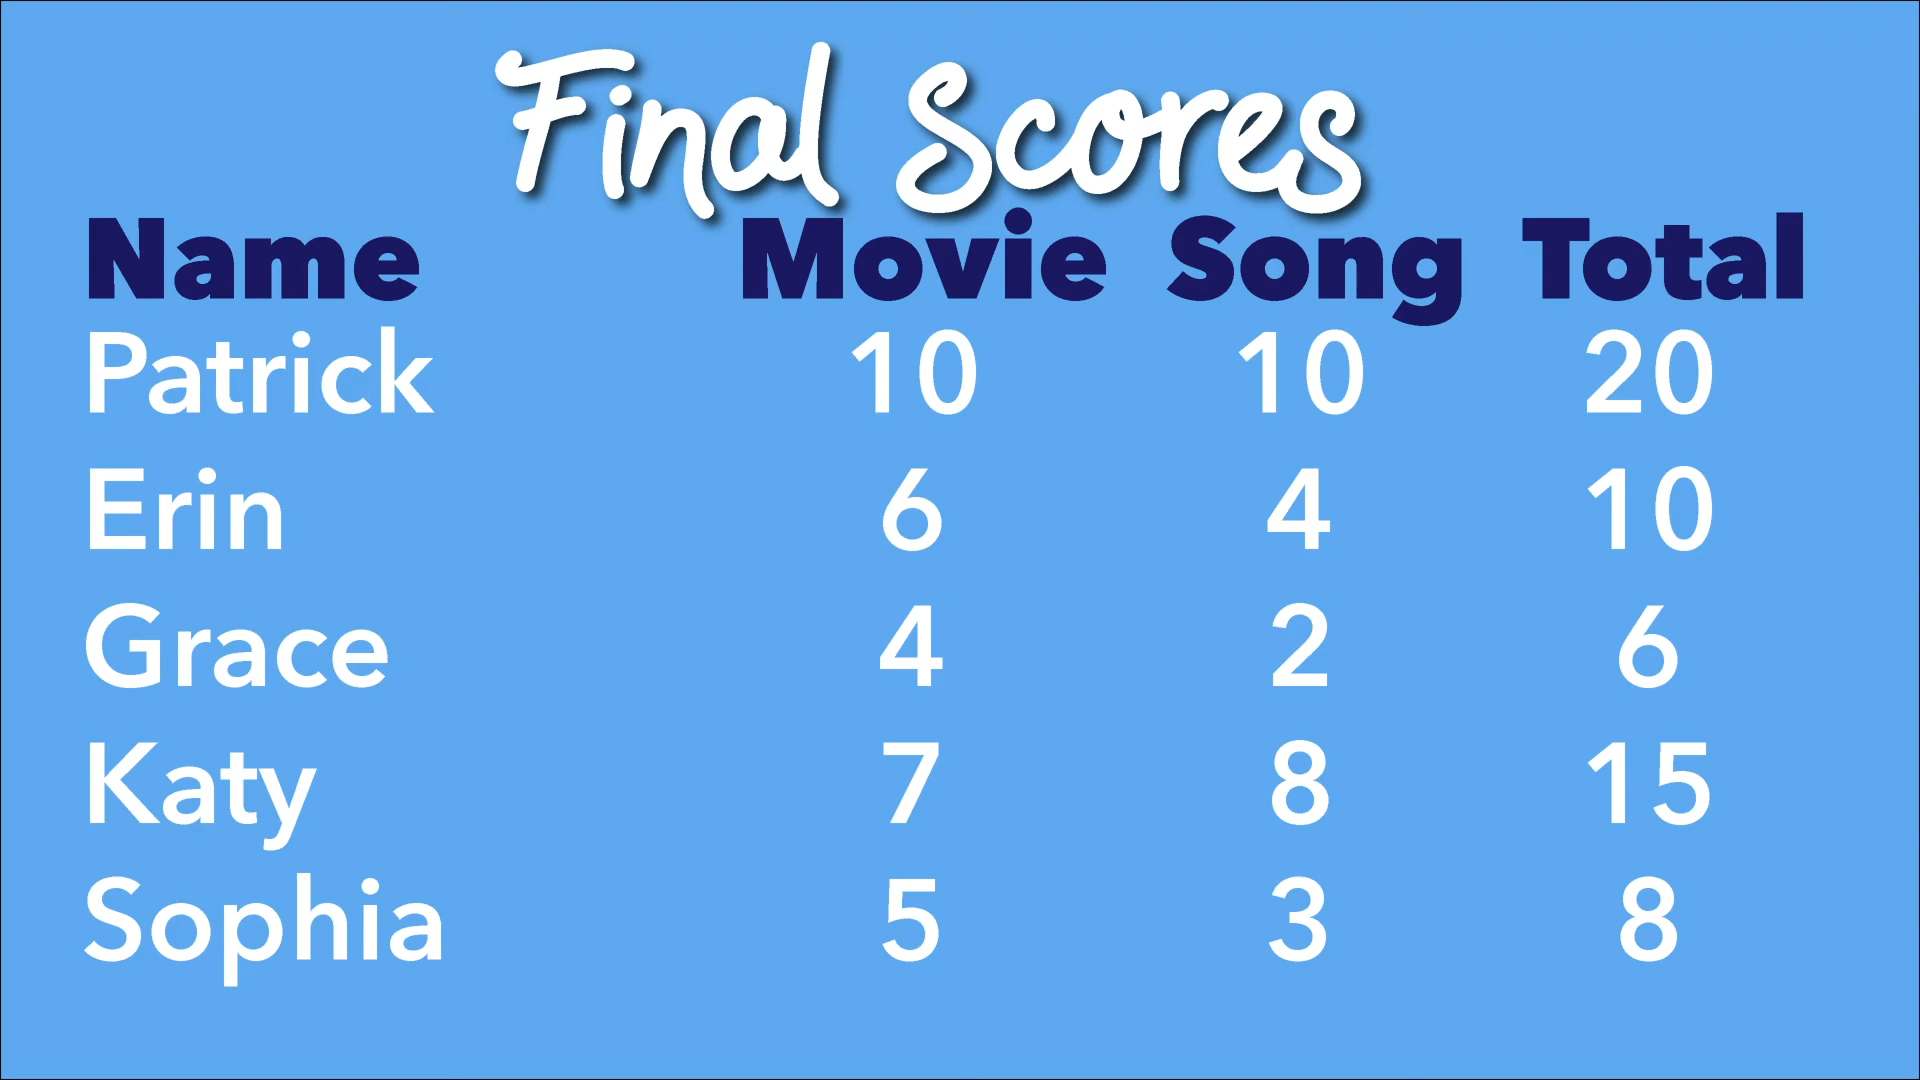 Final Scores
Name Movie Song Total
Patrick 10 10 20
Erin 6 4 10
Grace 4 2 6
Katy 7 8 15
Sophia 5 3 8